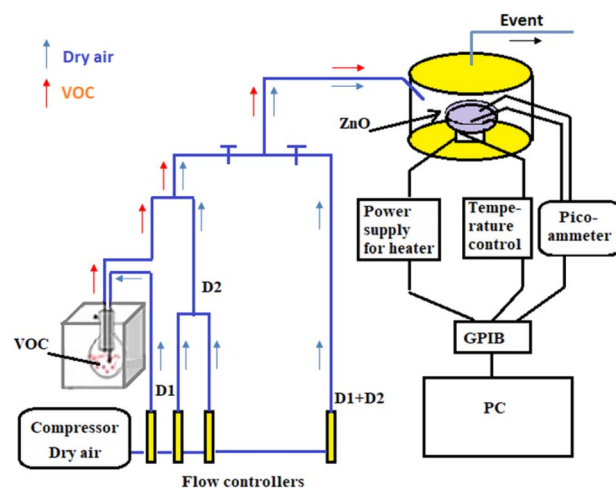 Event
Dry air
VOC
ZnO
Power
supply
for heater
Tempe-
rature
control
Pico-
ammeter
D2
GPIB
VOC
D1
D1+D2
PC
Compressor
Dry air
Flow controllers